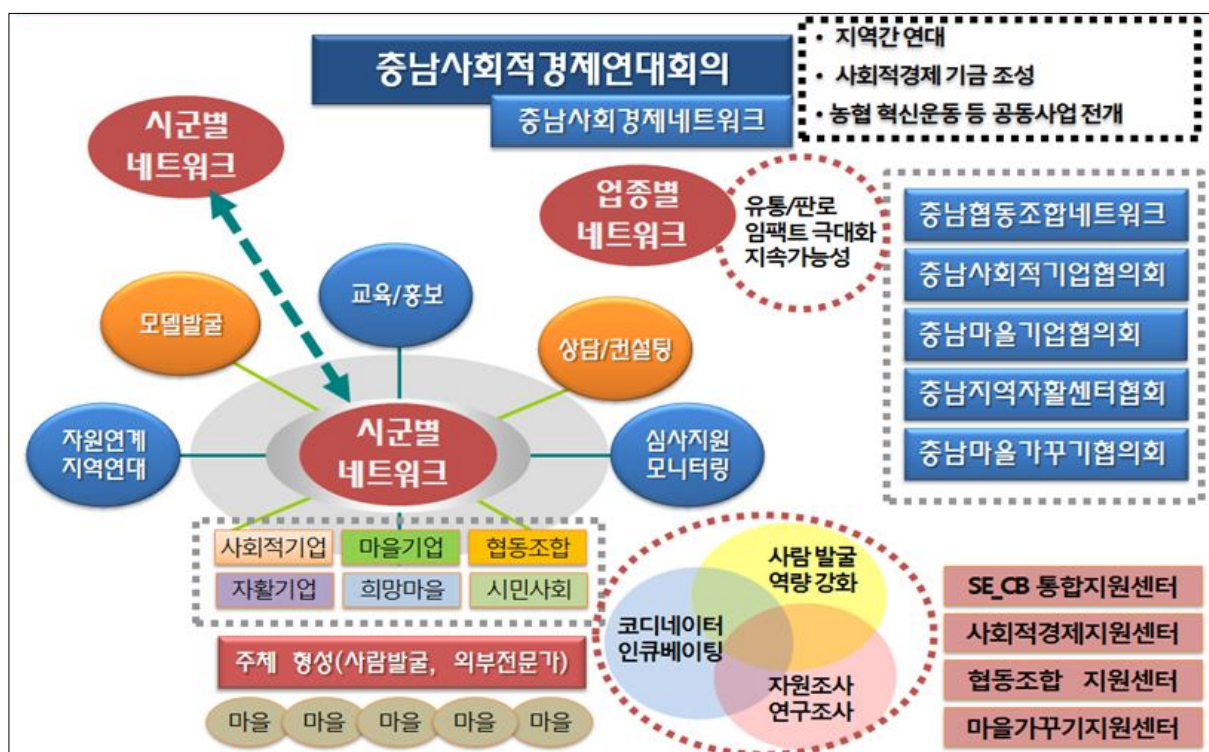 충남사회적경제연대회의
충남사회경제네트워크
• 지역간 연대
• 사회적경제 기금 조성
• 농협 혁신운동 등 공동사업 전개
시군별
네트워크
업종별
네트워크
유통/판로
임팩트 극대화
지속가능성
충남협동조합네트워크
충남사회적기업협의회
충남마을기업협의회
충남지역자활센터협회
충남마을가꾸기협의회
모델발굴
교육/홍보
상담/컨설팅
자원연계
지역연대
시군별
네트워크
심사지원
모니터링
사회적기업
마을기업
협동조합
자활기업
희망마을
시민사회
주체 형성(사람발굴, 외부전문가)
마을
마을
마을
마을
마을
사람 발굴
역량 강화
코디네이터
인큐베이팅
자원조사
연구조사
SE_CB 통합지원센터
사회적경제지원센터
협동조합 지원센터
마을가꾸기지원센터